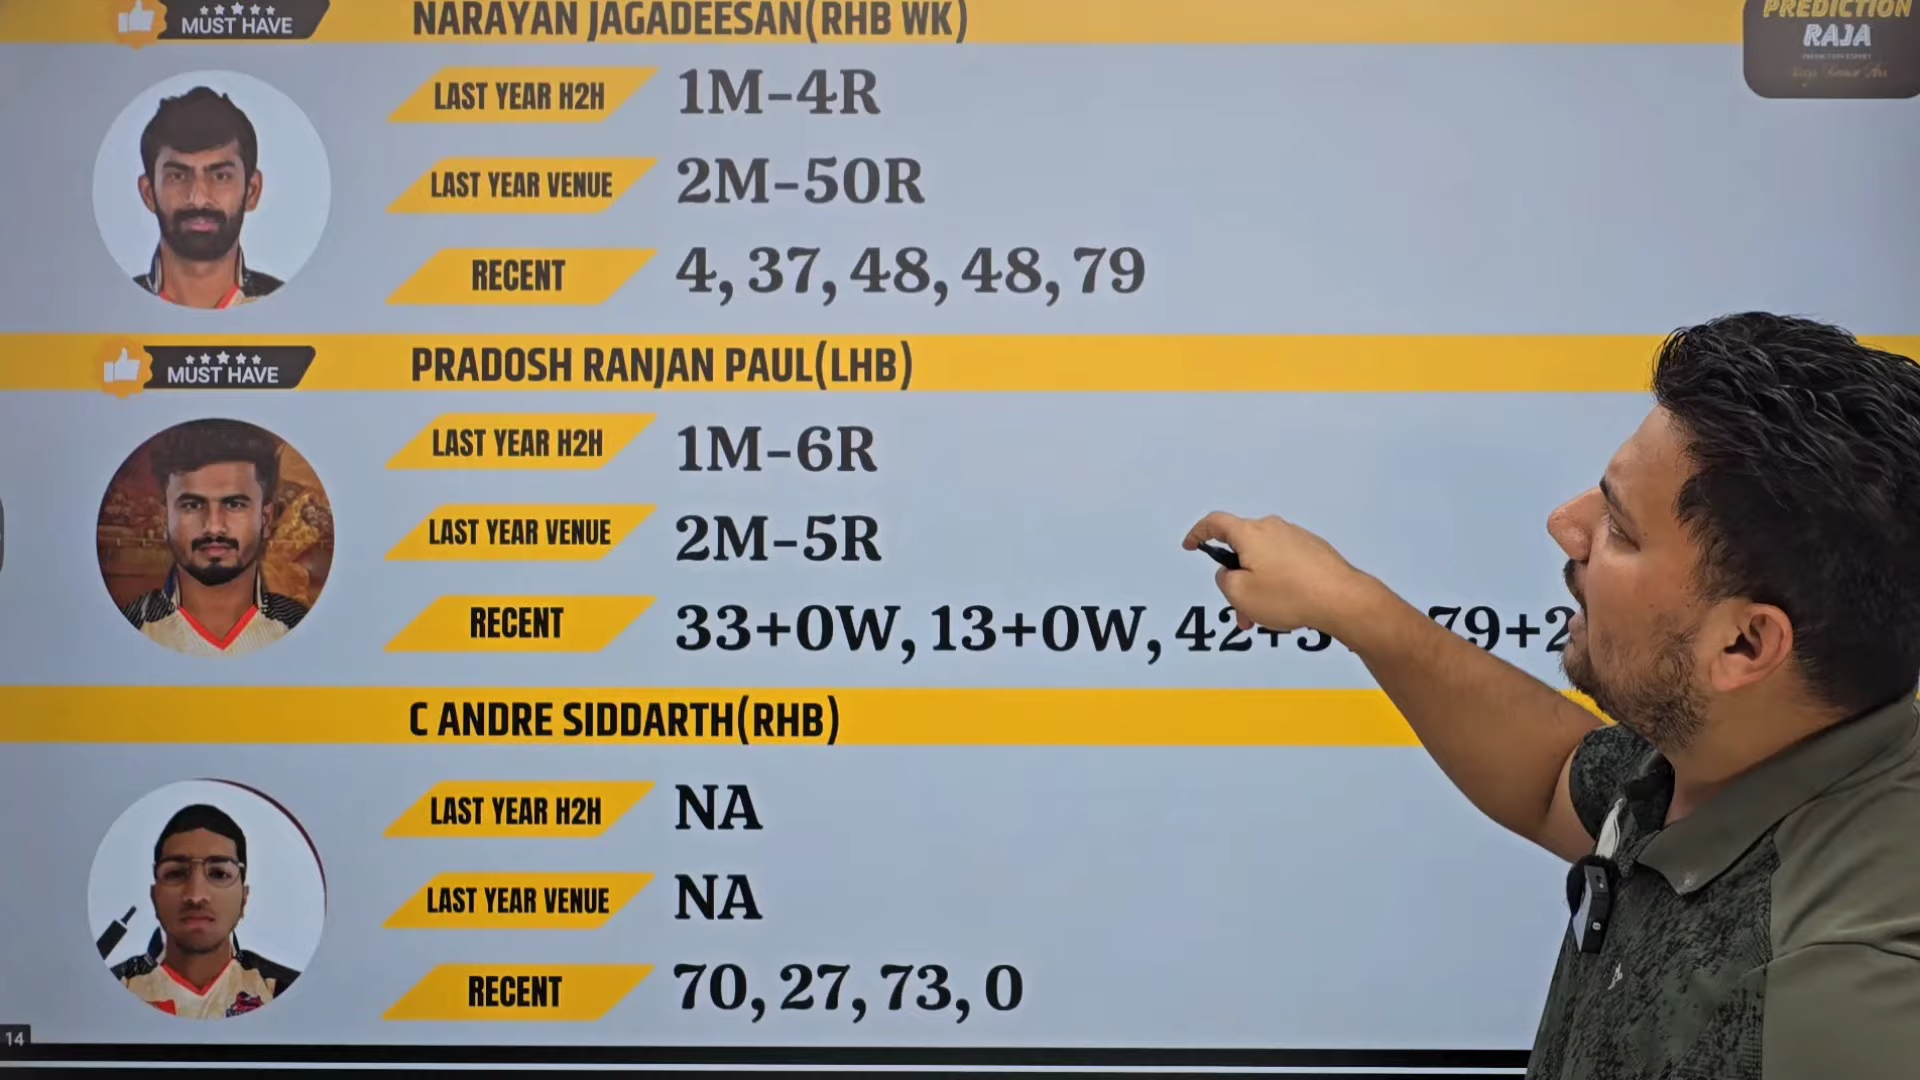 MUST HAVE
NARAYAN JAGADEESAN(RHB WK)
PREDICTION
RAJA
LAST YEAR H2H
1M-4R
LAST YEAR VENUE
2M-50R
RECENT
4, 37, 48, 48, 79
MUST HAVE
PRADOSH RANJAN PAUL(LHB)
LAST YEAR H2H
1M-6R
LAST YEAR VENUE
2M-5R
RECENT
33+0W, 13+0W, 42+3 79+2
C ANDRE SIDDARTH(RHB)
LAST YEAR H2H
NA
LAST YEAR VENUE
NA
RECENT
70, 27, 73, 0
14